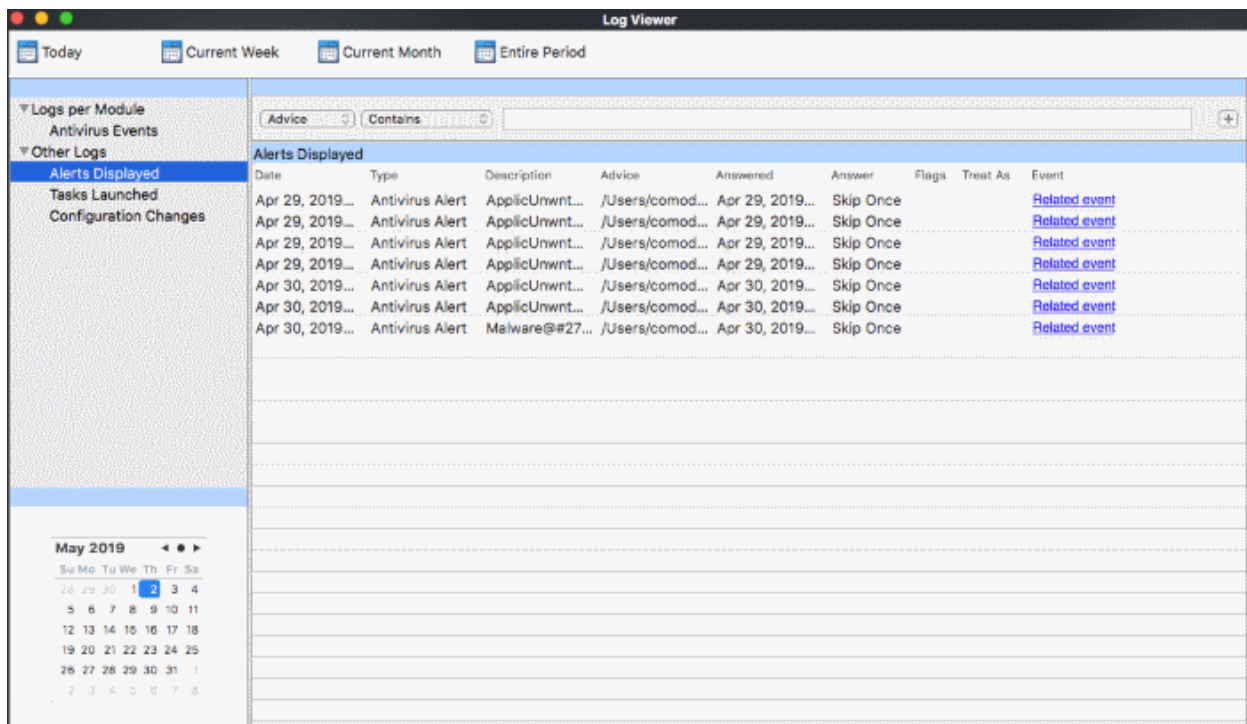 Log Viewer
Today Current Week Current Month Entire Period
Logs per Module
Antivirus Events
Other Logs
Alerts Displayed
Tasks Launched
Configuration Changes
Advice Contains +
Alerts Displayed
Date Type Description Advice Answered Answer Flags Treat As Event
Apr 29, 2019... Antivirus Alert ApplicUnwnt... /Users/comod... Apr 29, 2019... Skip Once Related event
Apr 29, 2019... Antivirus Alert ApplicUnwnt... /Users/comod... Apr 29, 2019... Skip Once Related event
Apr 29, 2019... Antivirus Alert ApplicUnwnt... /Users/comod... Apr 29, 2019... Skip Once Related event
Apr 29, 2019... Antivirus Alert ApplicUnwnt... /Users/comod... Apr 29, 2019... Skip Once Related event
Apr 30, 2019... Antivirus Alert ApplicUnwnt... /Users/comod... Apr 30, 2019... Skip Once Related event
Apr 30, 2019... Antivirus Alert ApplicUnwnt... /Users/comod... Apr 30, 2019... Skip Once Related event
Apr 30, 2019... Antivirus Alert Malware@#27... /Users/comod... Apr 30, 2019... Skip Once Related event
May 2019
Su Mo Tu We Th Fr Sa
28 29 30 1 2 3 4
5 6 7 8 9 10 11
12 13 14 15 16 17 18
19 20 21 22 23 24 25
26 27 28 29 30 31 1
2 3 4 5 6 7 8